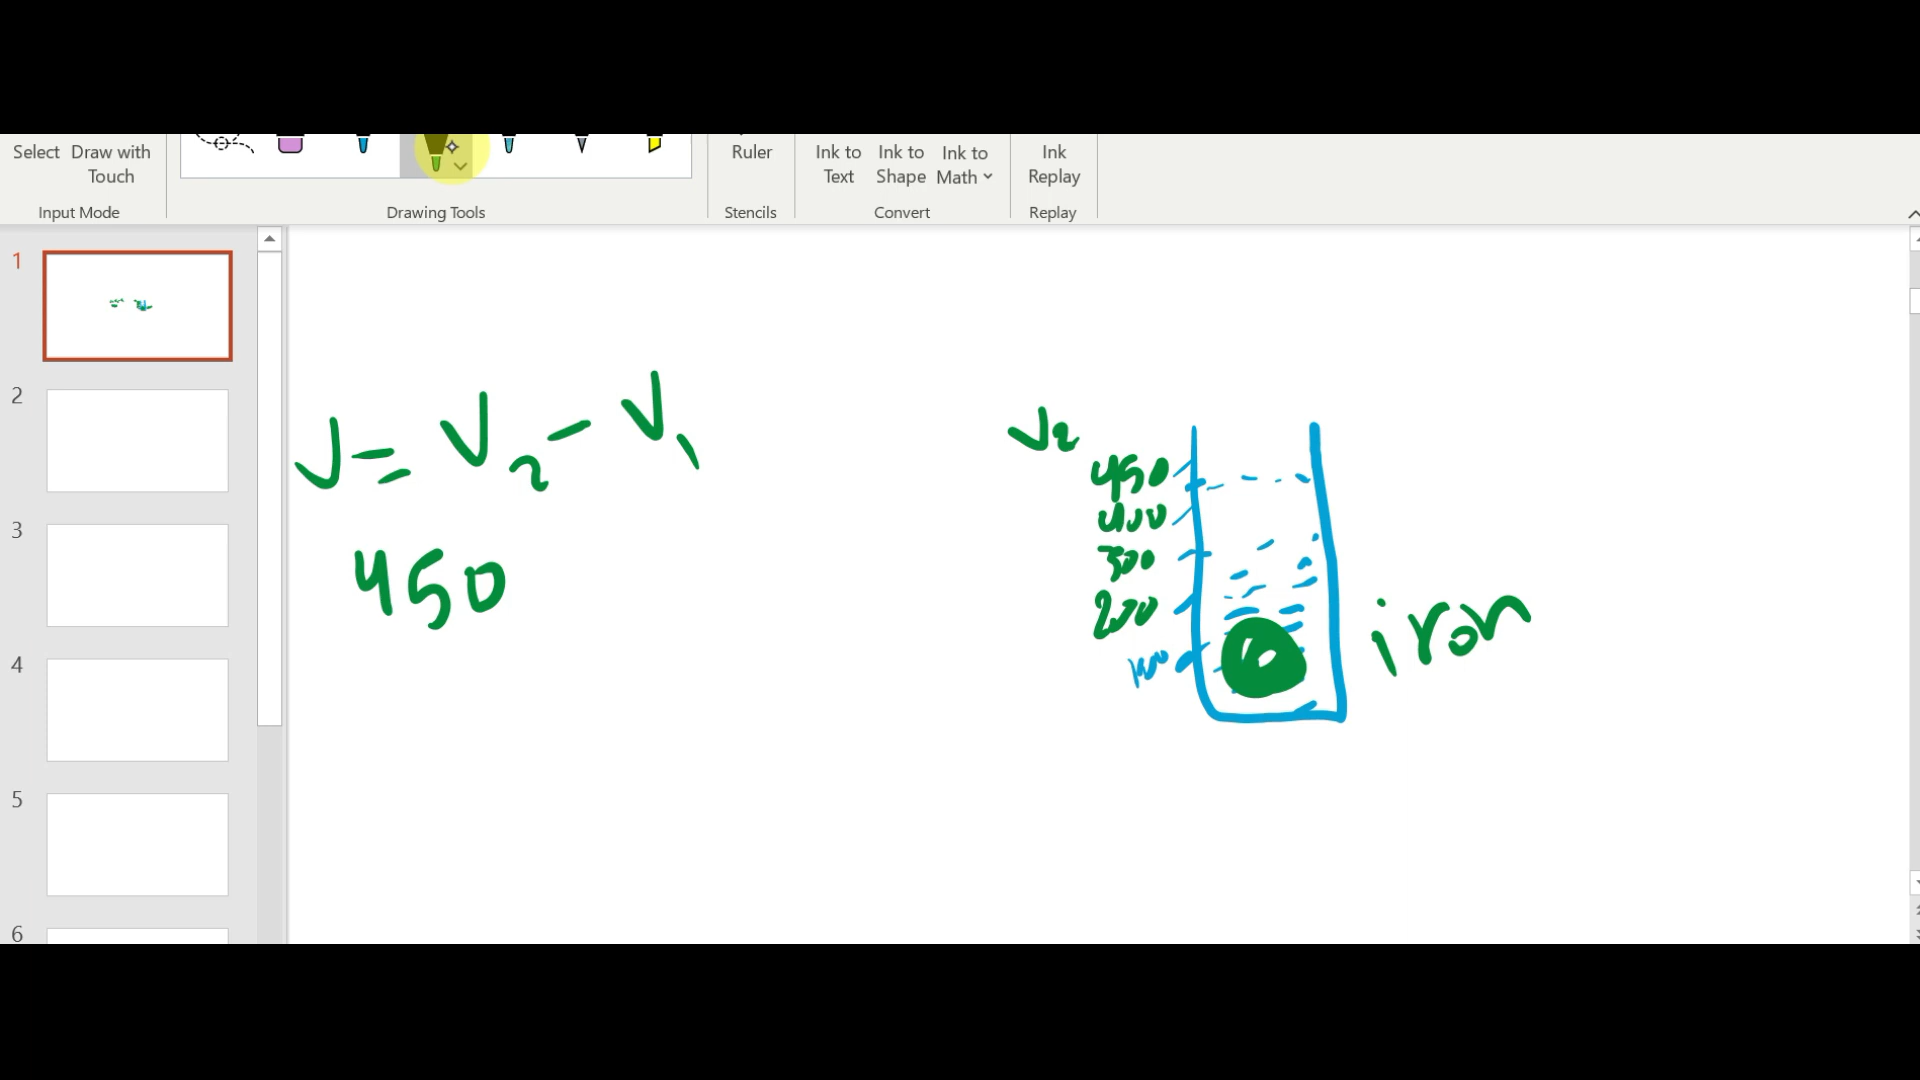 Select Draw with Touch
Ruler
Ink to Text
Ink to Shape
Ink to Math
Ink Replay
Input Mode
Drawing Tools
Stencils
Convert
Replay
1
2
3
4
5
6
V = V2 - V1
450
V2
450
400
300
200
100
iron